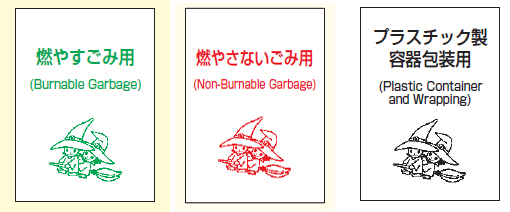 燃やすごみ用
(Burnable Garbage)
燃やさないごみ用
(Non-Burnable Garbage)
プラスチック製
容器包装用
(Plastic Container
and Wrapping)